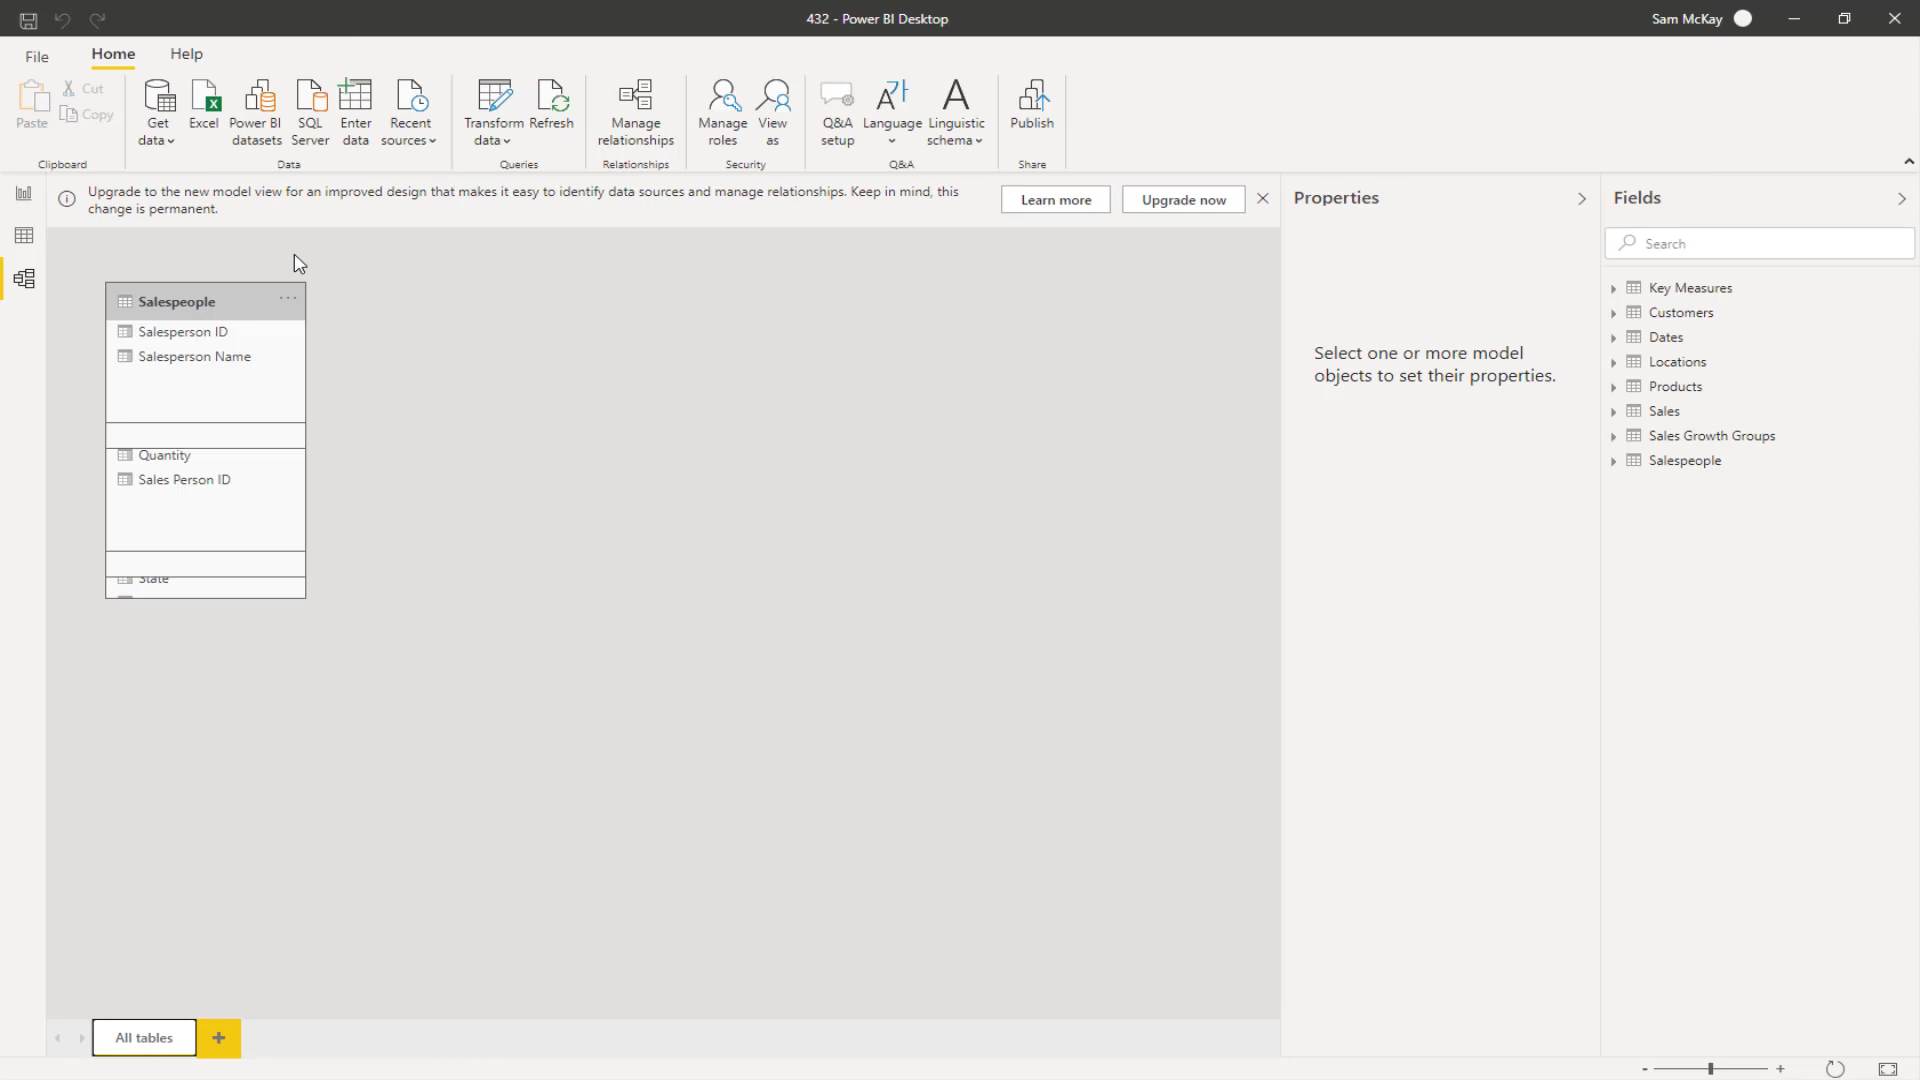 432 - Power BI Desktop
Sam McKay
File
Home
Help
Paste
Cut
Copy
Clipboard
Get
data
Excel
Power BI
datasets
SQL
Server
Enter
data
Recent
sources
Data
Transform
data
Refresh
Queries
Manage
relationships
Relationships
Manage
roles
View
as
Security
Q&A
setup
Language
Linguistic
schema
Q&A
Publish
Share
Upgrade to the new model view for an improved design that makes it easy to identify data sources and manage relationships. Keep in mind, this
change is permanent.
Learn more
Upgrade now
Salespeople
Salesperson ID
Salesperson Name
Quantity
Sales Person ID
State
Properties
Select one or more model
objects to set their properties.
Fields
Search
Key Measures
Customers
Dates
Locations
Products
Sales
Sales Growth Groups
Salespeople
All tables